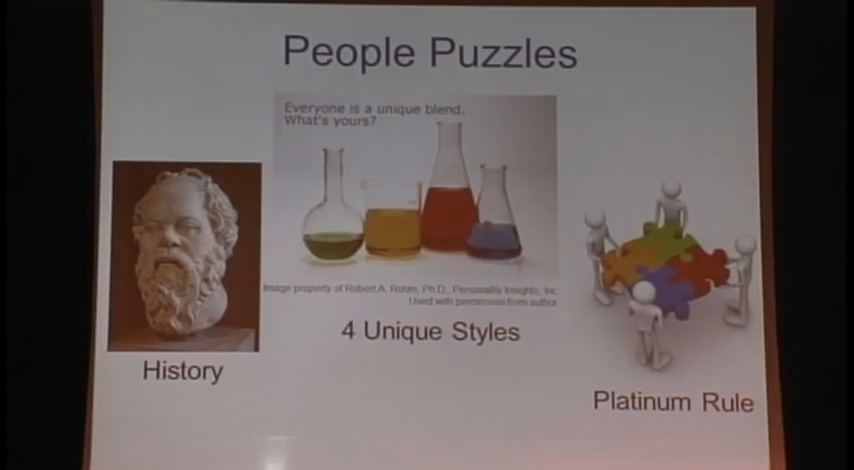 People Puzzles
Everyone is a unique blend.
What's yours?
Image property of Robert A. Rohm, Ph.D., Personality Insights, Inc.
Used with permission from author
4 Unique Styles
History
Platinum Rule